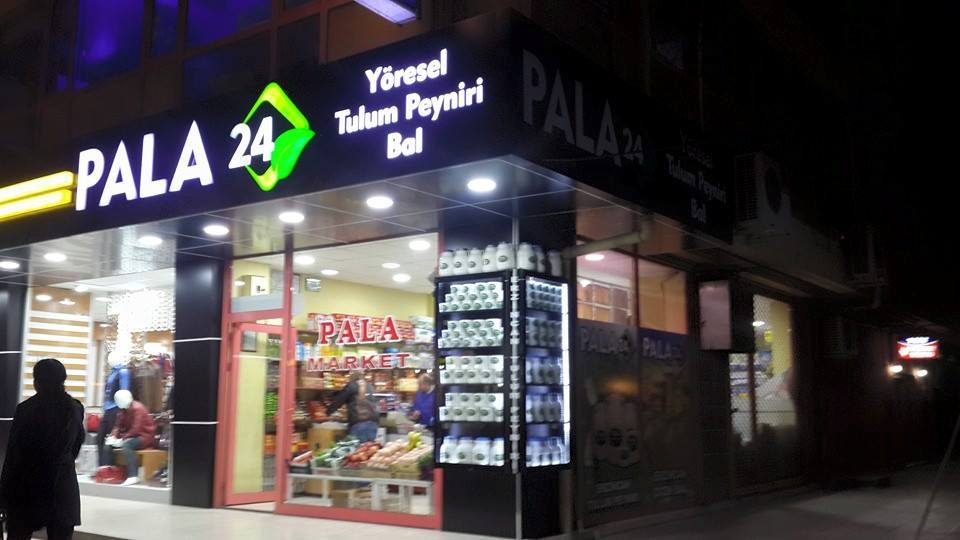 PALA 24
Yöresel
Tulum Peyniri
Bal
PALA 24
Yöresel
Tulum Peyniri
Bal
PALA
MARKET
PALA
PALA